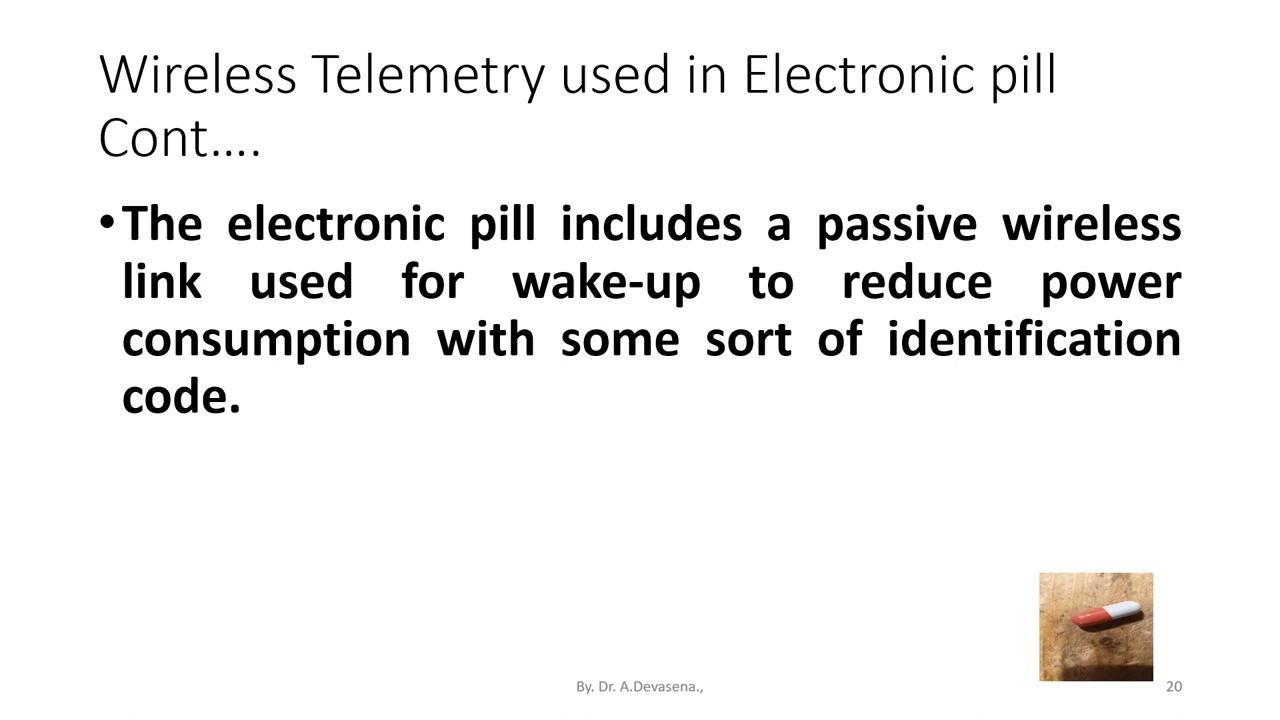 Wireless Telemetry used in Electronic pill
Cont….
•The electronic pill includes a passive wireless
link used for wake-up to reduce power
consumption with some sort of identification
code.
By. Dr. A.Devasena.,
20